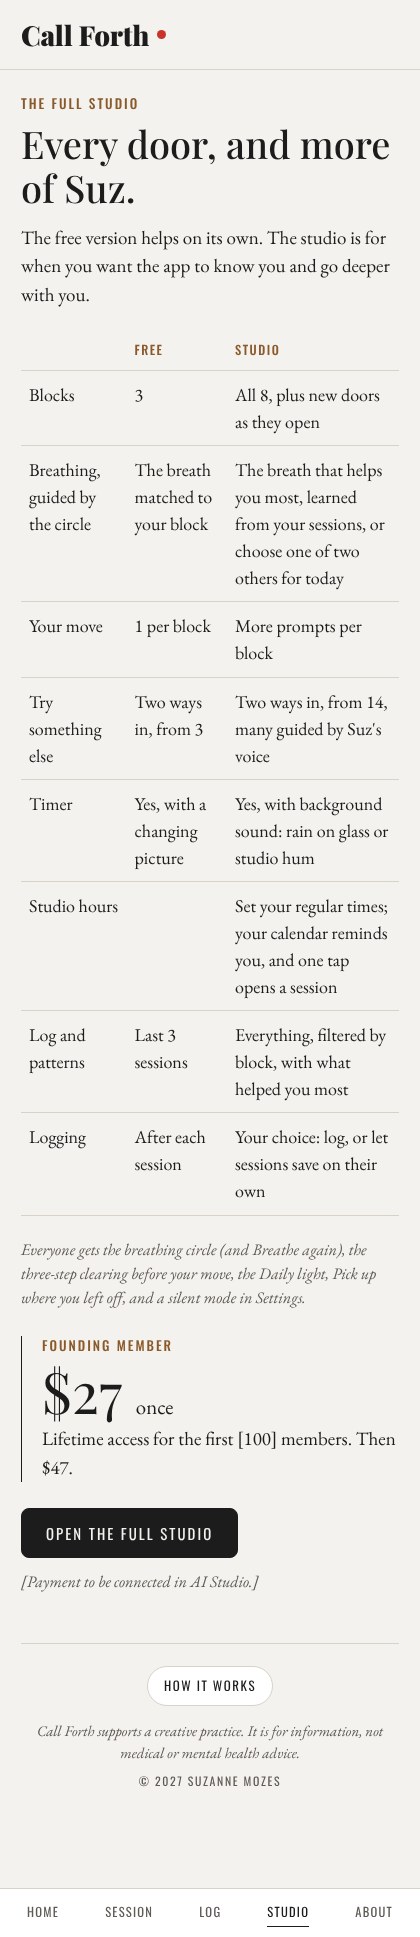 Call Forth
THE FULL STUDIO
Every door, and more
of Suz.
The free version helps on its own. The studio is for
when you want the app to know you and go deeper
with you.
FREE STUDIO
Blocks 3 All 8, plus new doors
as they open
Breathing, The breath The breath that helps
guided by matched to you most, learned
the circle your block from your sessions, or
choose one of two
others for today
Your move 1 per block More prompts per
block
Try Two ways Two ways in, from 14,
something in, from 3 many guided by Suz's
else voice
Timer Yes, with a Yes, with background
changing sound: rain on glass or
picture studio hum
Studio hours Set your regular times;
your calendar reminds
you, and one tap
opens a session
Log and Last 3 Everything, filtered by
patterns sessions block, with what
helped you most
Logging After each Your choice: log, or let
session sessions save on their
own
Everyone gets the breathing circle (and Breathe again), the
three-step clearing before your move, the Daily light, Pick up
where you left off, and a silent mode in Settings.
FOUNDING MEMBER
$27 once
Lifetime access for the first [100] members. Then
$47.
OPEN THE FULL STUDIO
[Payment to be connected in AI Studio.]
HOW IT WORKS
Call Forth supports a creative practice. It is for information, not
medical or mental health advice.
© 2027 SUZANNE MOZES
HOME SESSION LOG STUDIO ABOUT